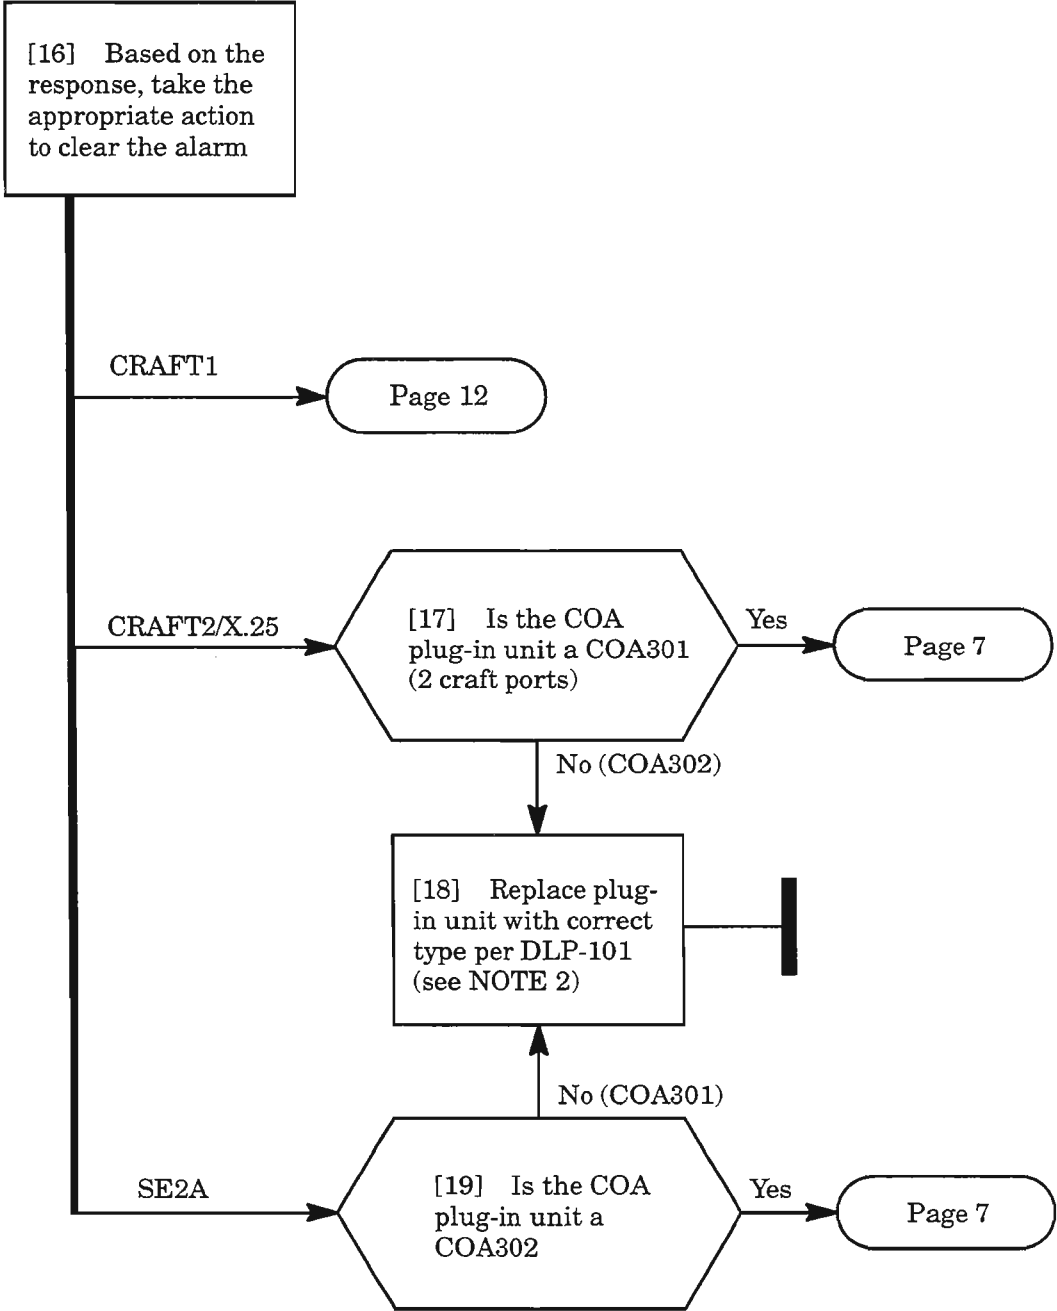 [16] Based on the
response, take the
appropriate action
to clear the alarm
CRAFT1
Page 12
CRAFT2/X.25
[17] Is the COA
plug-in unit a COA301
(2 craft ports)
Yes
Page 7
No (COA302)
[18] Replace plug-
in unit with correct
type per DLP-101
(see NOTE 2)
No (COA301)
SE2A
[19] Is the COA
plug-in unit a
COA302
Yes
Page 7